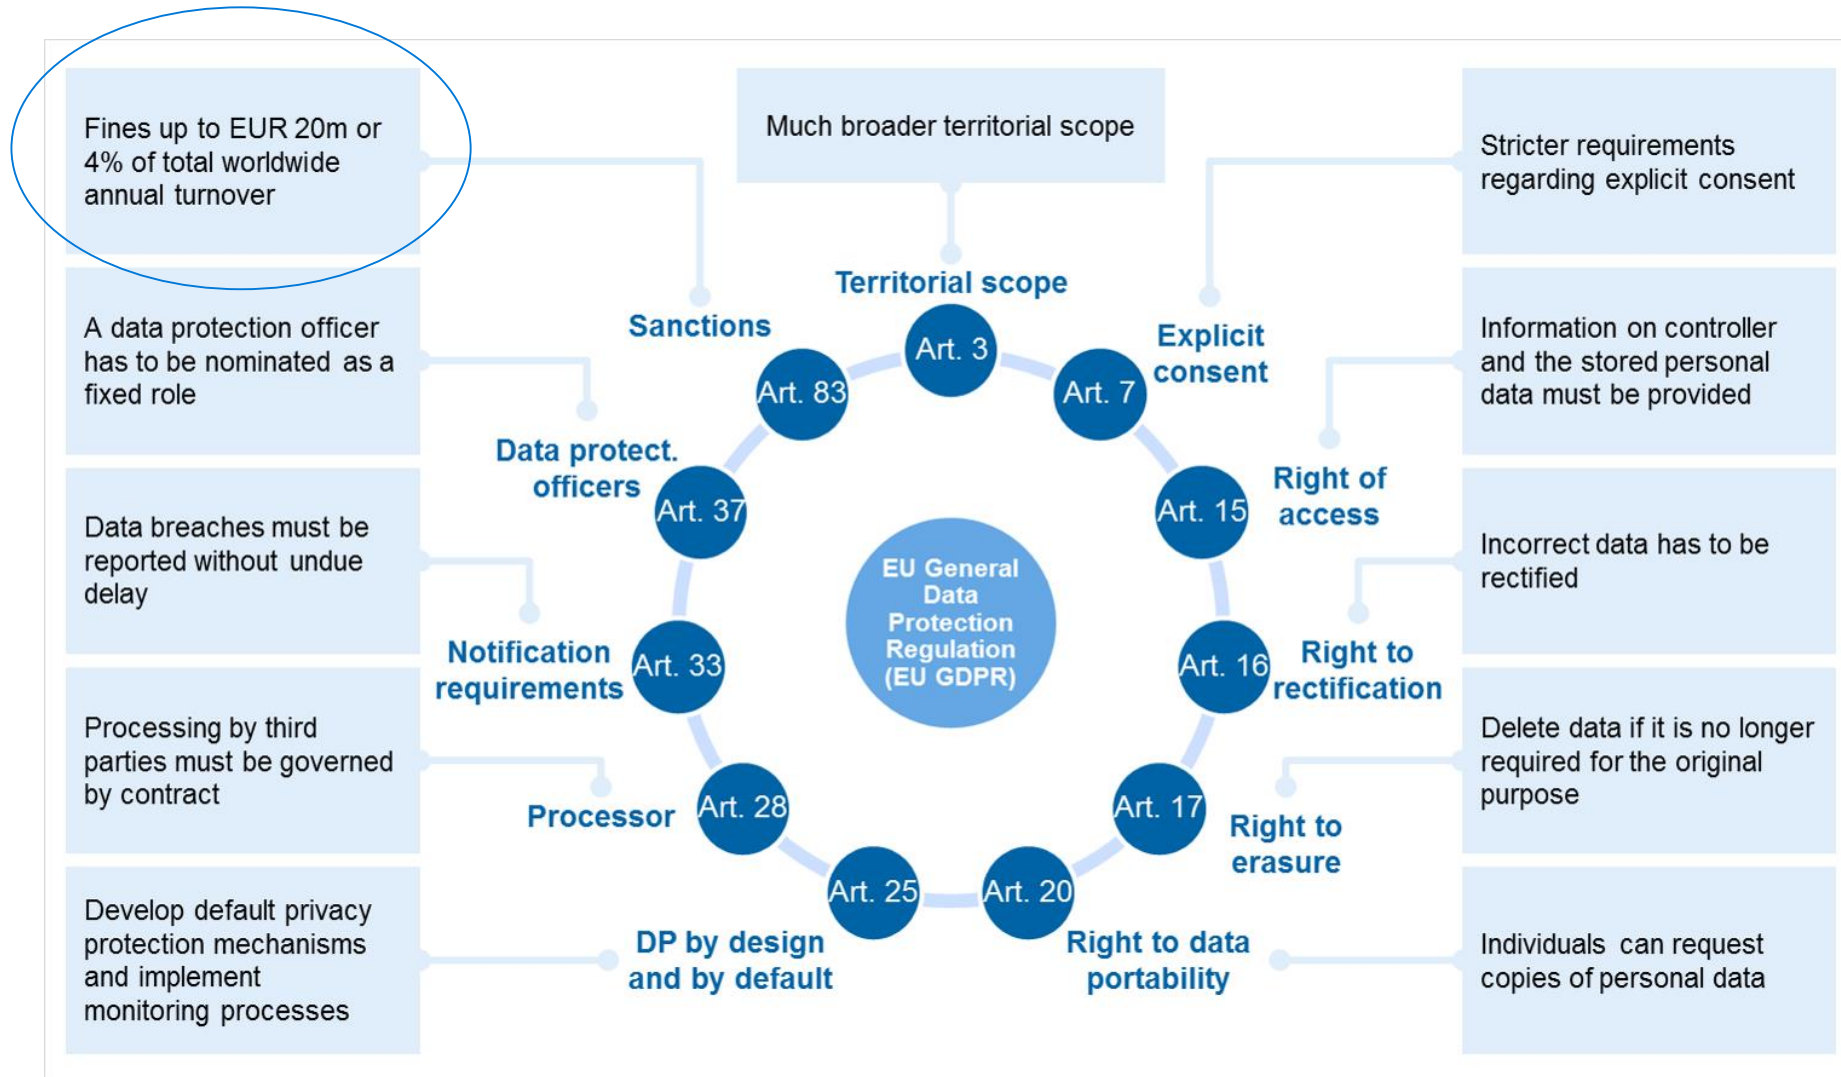 Fines up to EUR 20m or
4% of total worldwide
annual turnover
A data protection officer
has to be nominated as a
fixed role
Data breaches must be
reported without undue
delay
Processing by third
parties must be governed
by contract
Develop default privacy
protection mechanisms
and implement
monitoring processes
Much broader territorial scope
Territorial scope
Sanctions
Explicit
consent
Data protect.
officers
Right of
access
Notification
requirements
Right to
rectification
Processor
Right to
erasure
DP by design
and by default
Right to data
portability
Art. 3
Art. 7
Art. 15
Art. 16
Art. 17
Art. 20
Art. 25
Art. 28
Art. 33
Art. 37
Art. 83
EU General
Data
Protection
Regulation
(EU GDPR)
Stricter requirements
regarding explicit consent
Information on controller
and the stored personal
data must be provided
Incorrect data has to be
rectified
Delete data if it is no longer
required for the original
purpose
Individuals can request
copies of personal data